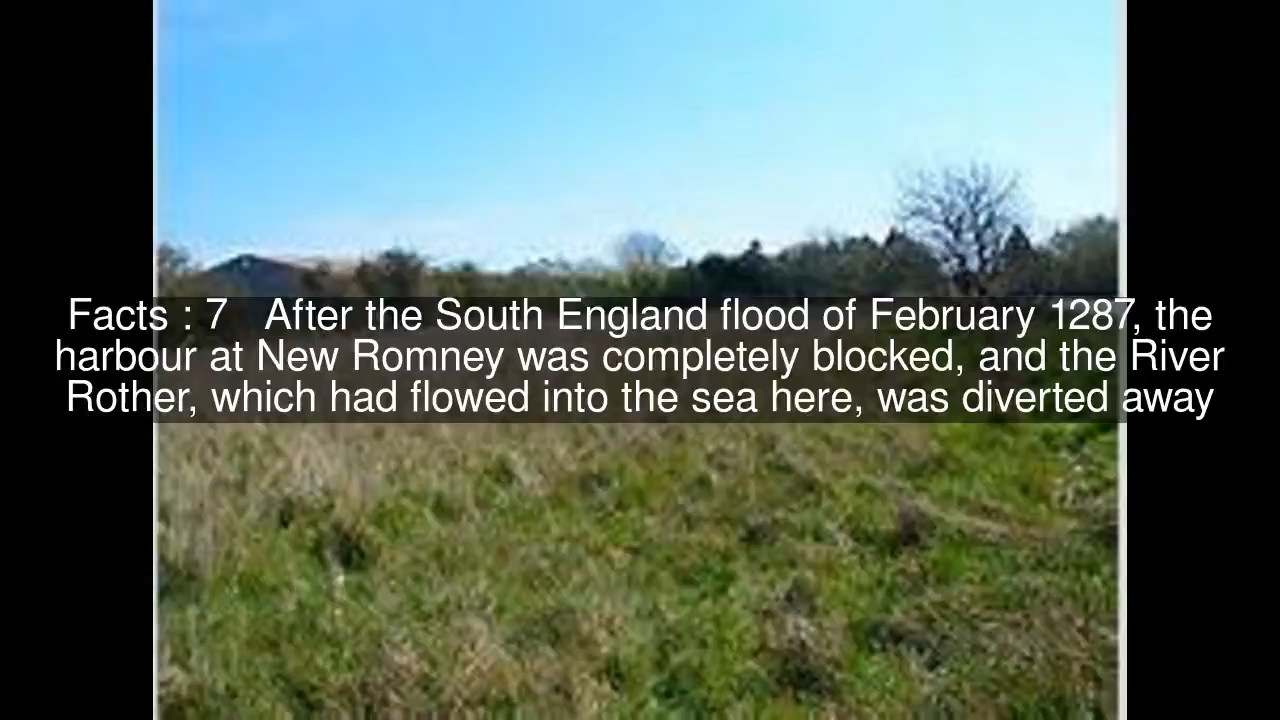 Facts : 7   After the South England flood of February 1287, the
harbour at New Romney was completely blocked, and the River
Rother, which had flowed into the sea here, was diverted away